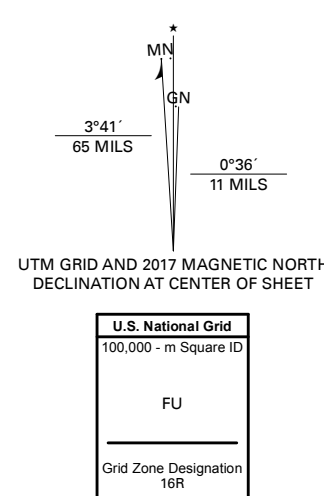 ★
MN
GN
3°41´
65 MILS
0°36´
11 MILS
UTM GRID AND 2017 MAGNETIC NORTH
DECLINATION AT CENTER OF SHEET
U.S. National Grid
100,000 - m Square ID
FU
Grid Zone Designation
16R